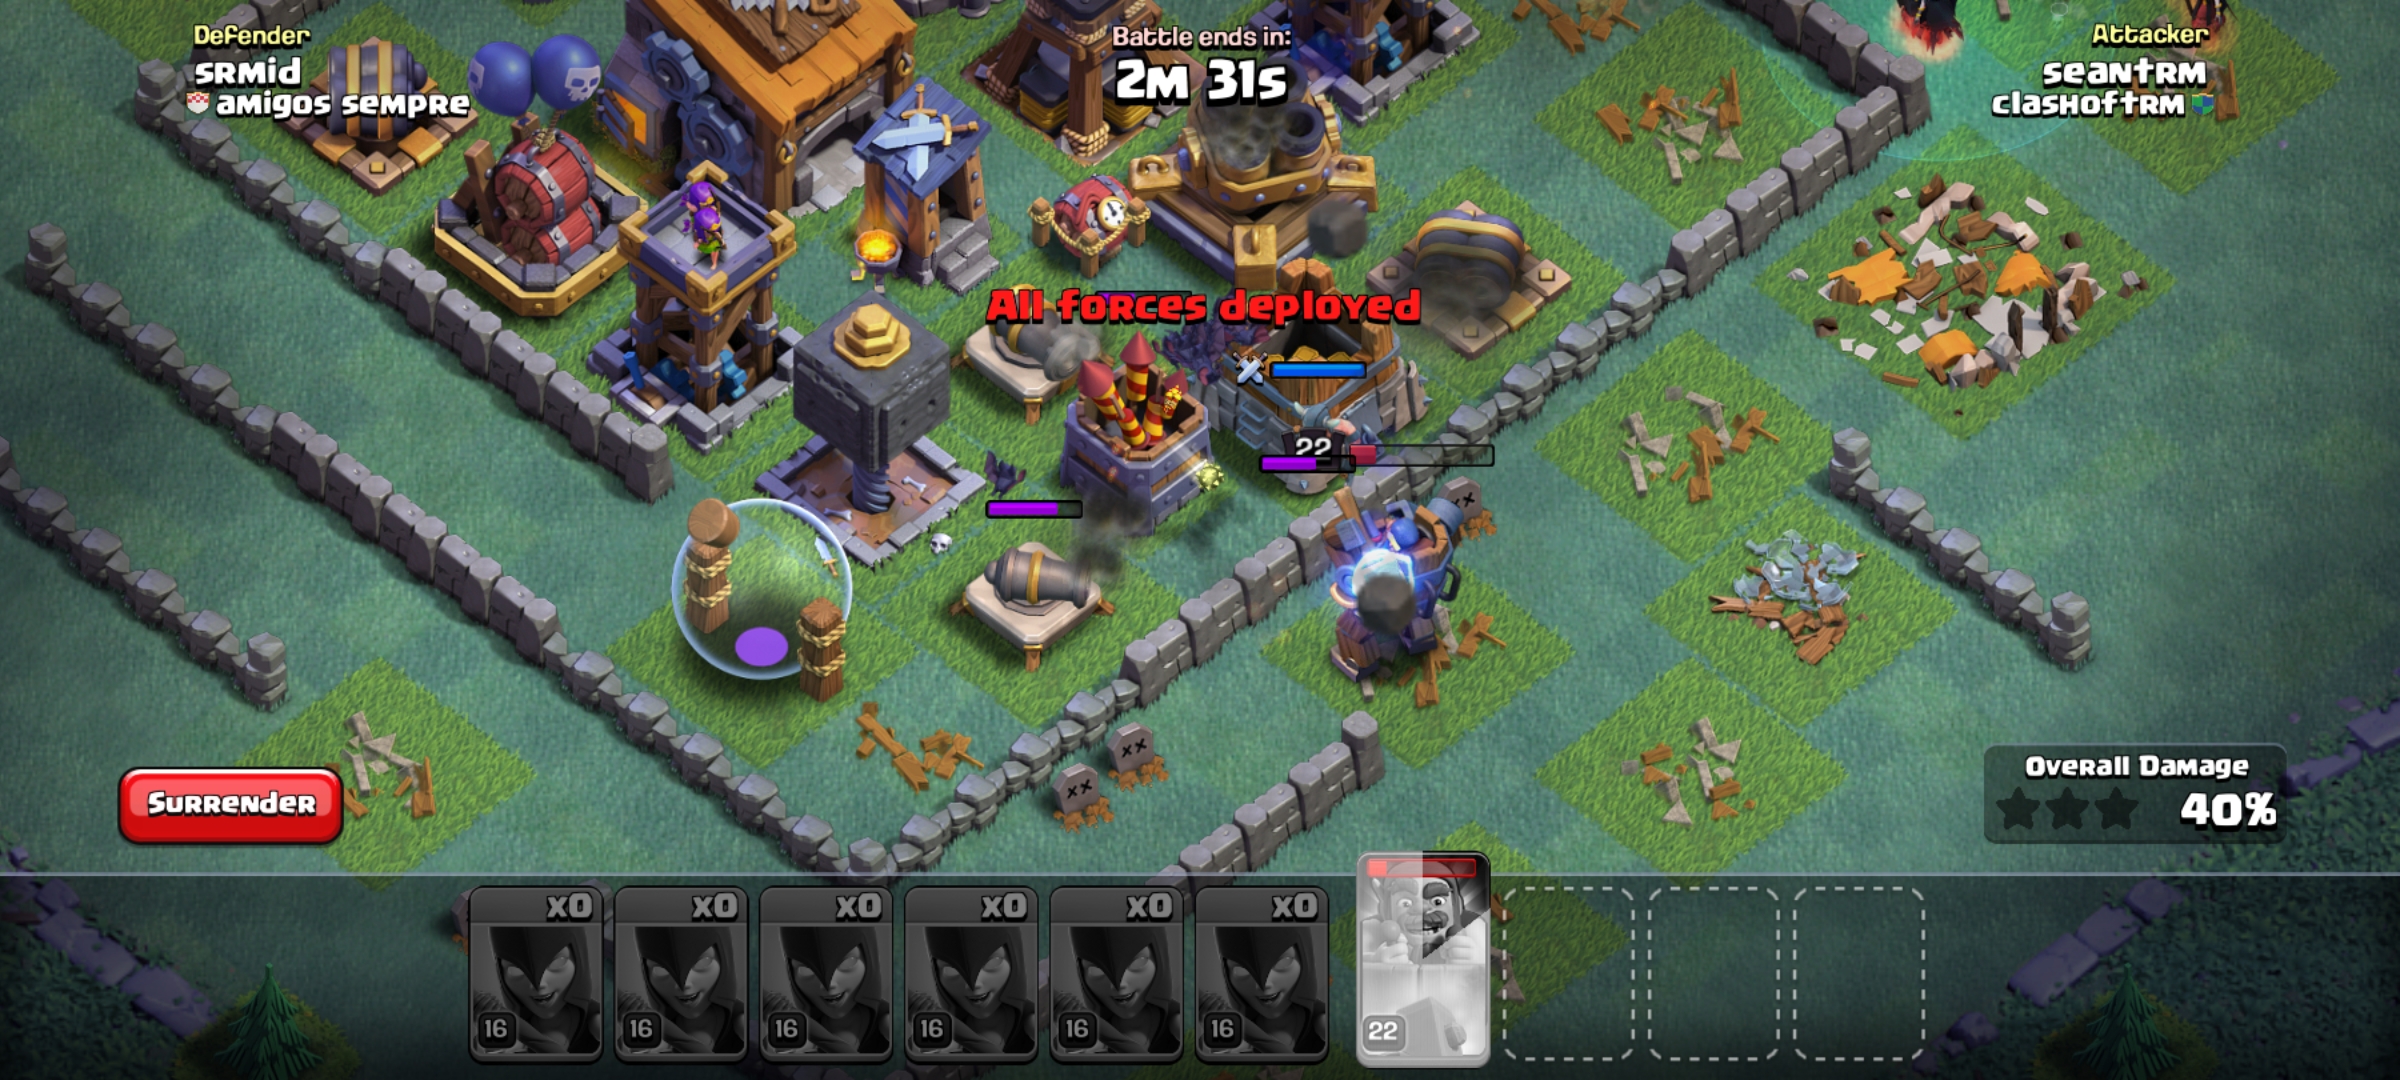 Defender
SRMid
amigos sempre
Battle ends in:
2M 31s
Attacker
seantRM
clashoftRM
All forces deployed
22
Surrender
Overall Damage
40%
x0
x0
x0
x0
x0
x0
16
16
16
16
16
16
22